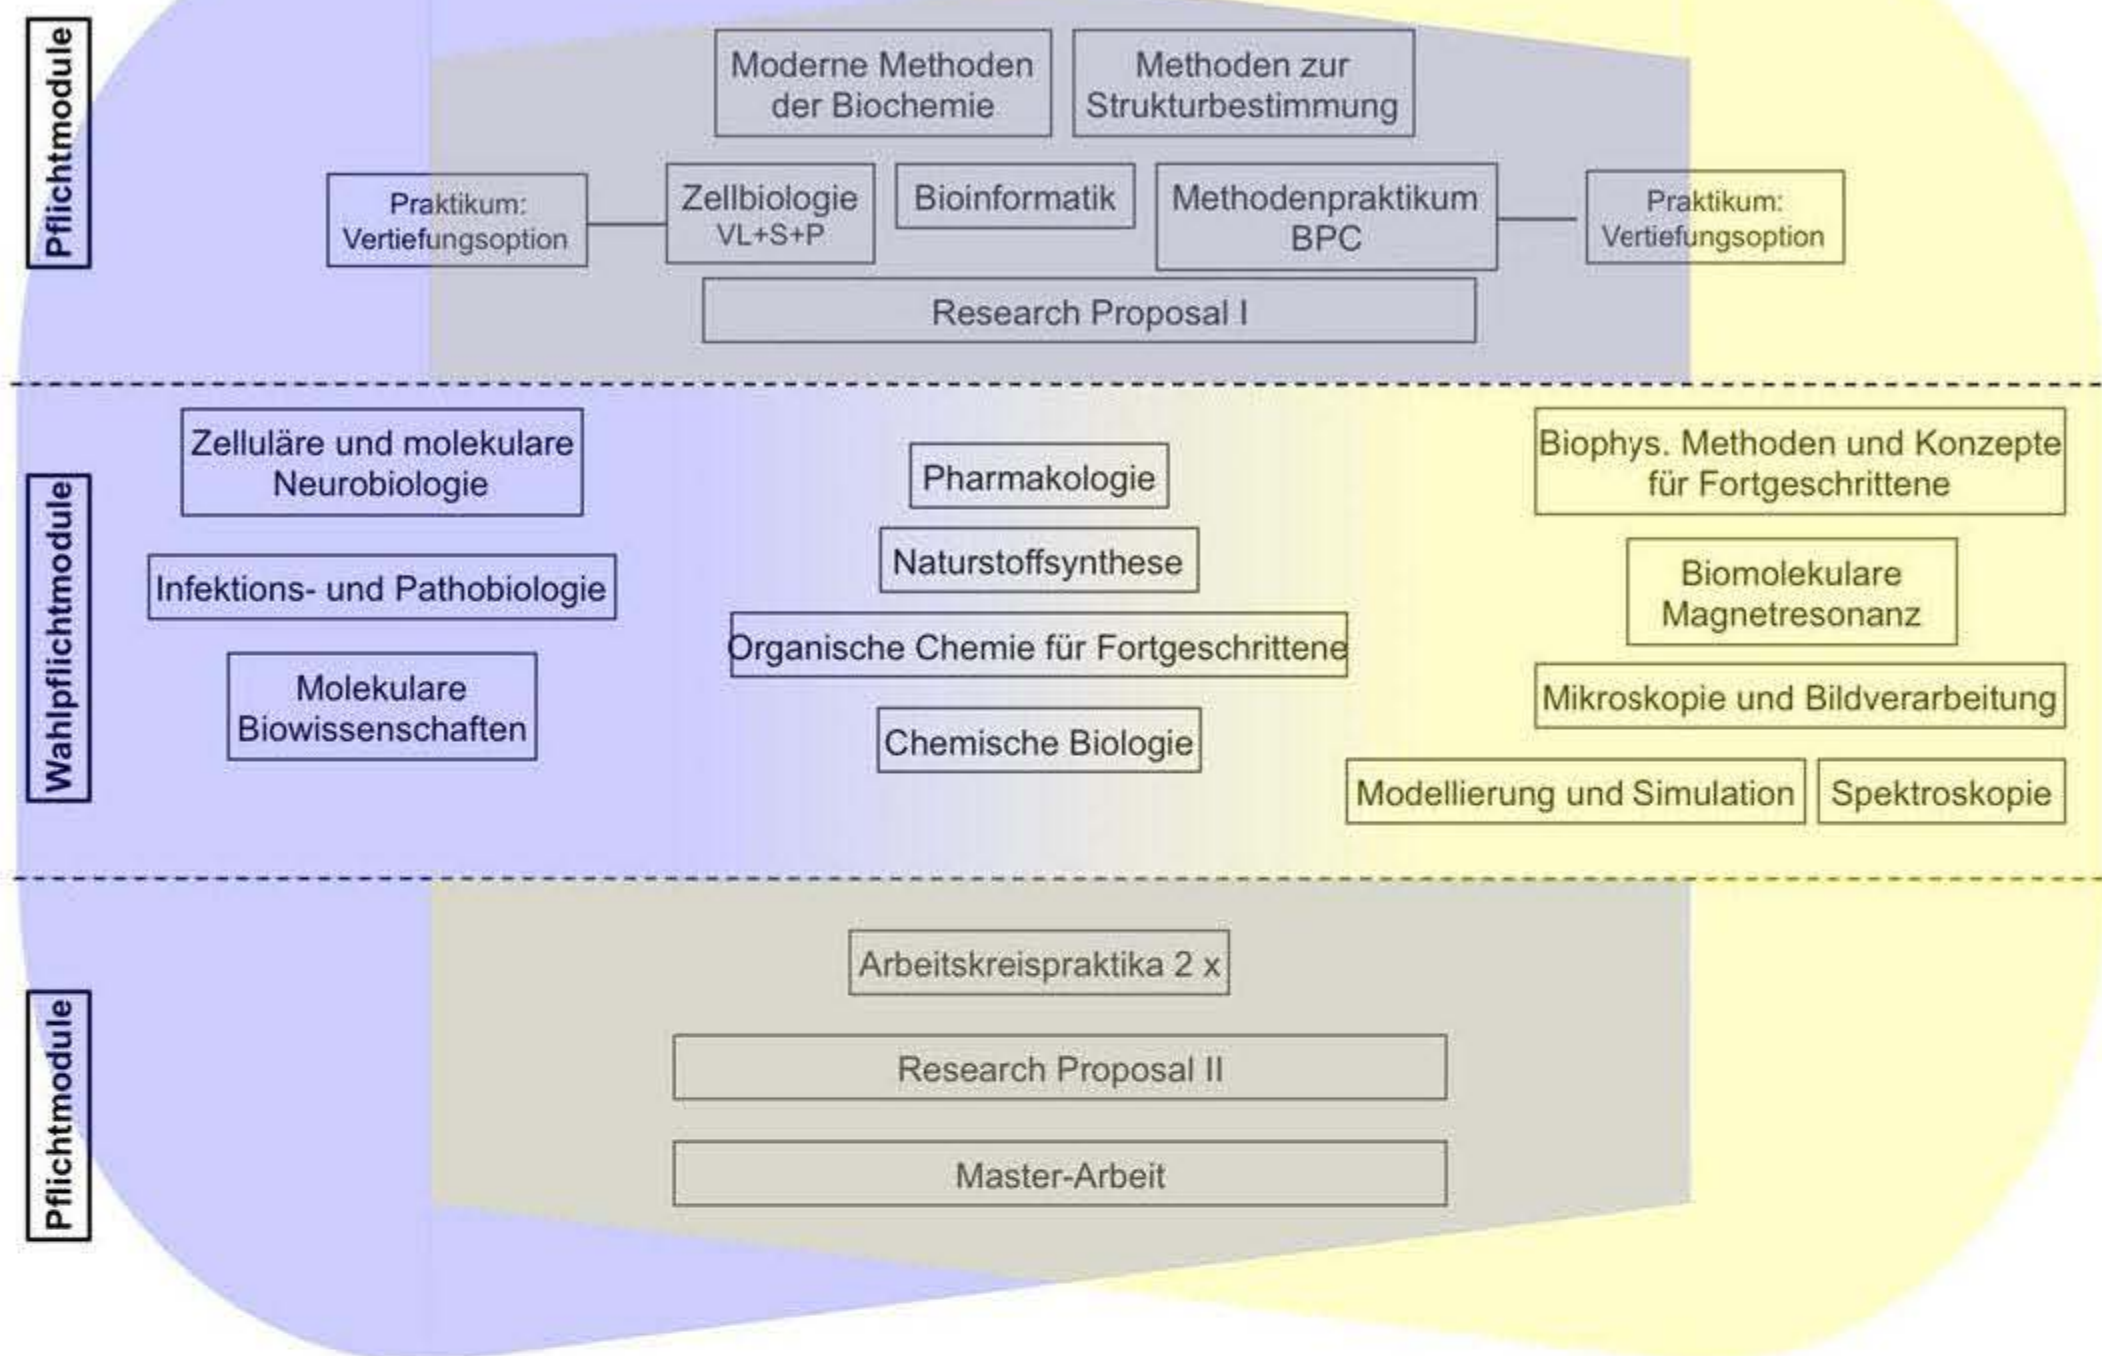 Pflichtmodule
Moderne Methoden
der Biochemie
Methoden zur
Strukturbestimmung
Praktikum:
Vertiefungsoption
Zellbiologie
VL+S+P
Bioinformatik
Methodenpraktikum
BPC
Praktikum:
Vertiefungsoption
Research Proposal I
Wahlpflichtmodule
Zelluläre und molekulare
Neurobiologie
Infektions- und Pathobiologie
Molekulare
Biowissenschaften
Pharmakologie
Naturstoffsynthese
Organische Chemie für Fortgeschrittene
Chemische Biologie
Biophys. Methoden und Konzepte
für Fortgeschrittene
Biomolekulare
Magnetresonanz
Mikroskopie und Bildverarbeitung
Modellierung und Simulation
Spektroskopie
Pflichtmodule
Arbeitskreispraktika 2 x
Research Proposal II
Master-Arbeit